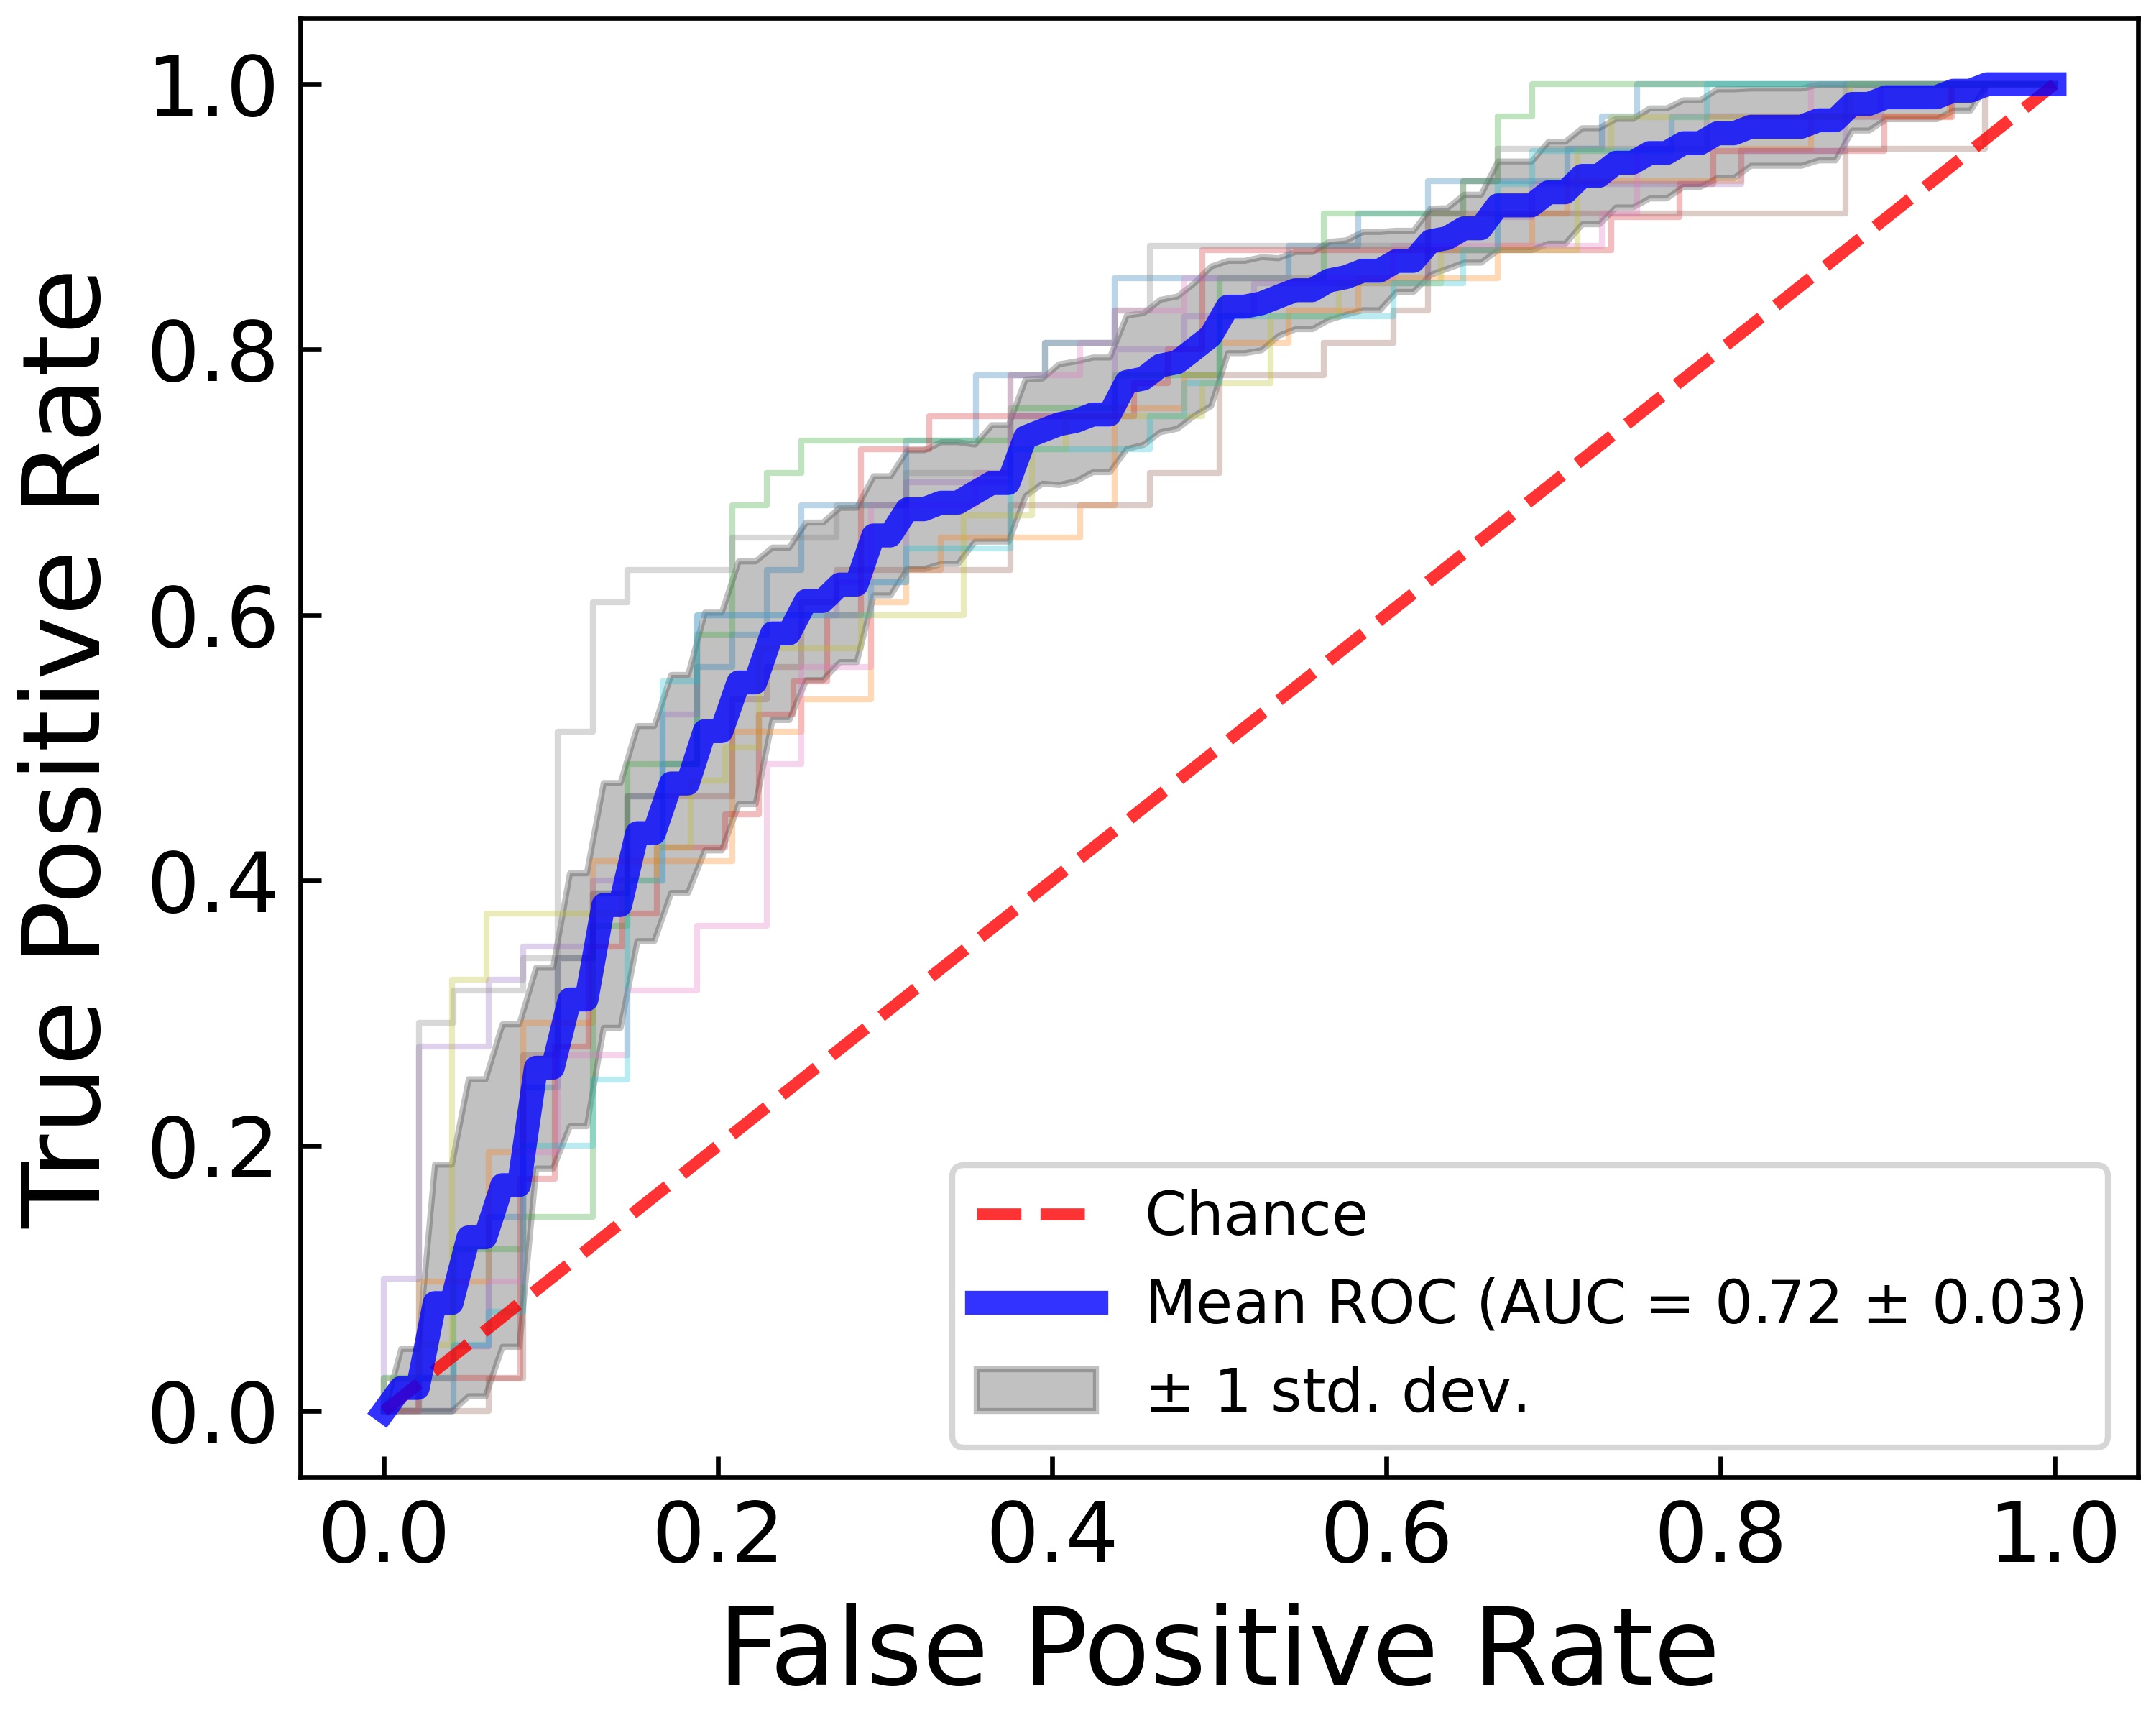 True Positive Rate
1.0
0.8
0.6
0.4
0.2
0.0
Chance
Mean ROC (AUC = 0.72 ± 0.03)
± 1 std. dev.
0.0 0.2 0.4 0.6 0.8 1.0
False Positive Rate